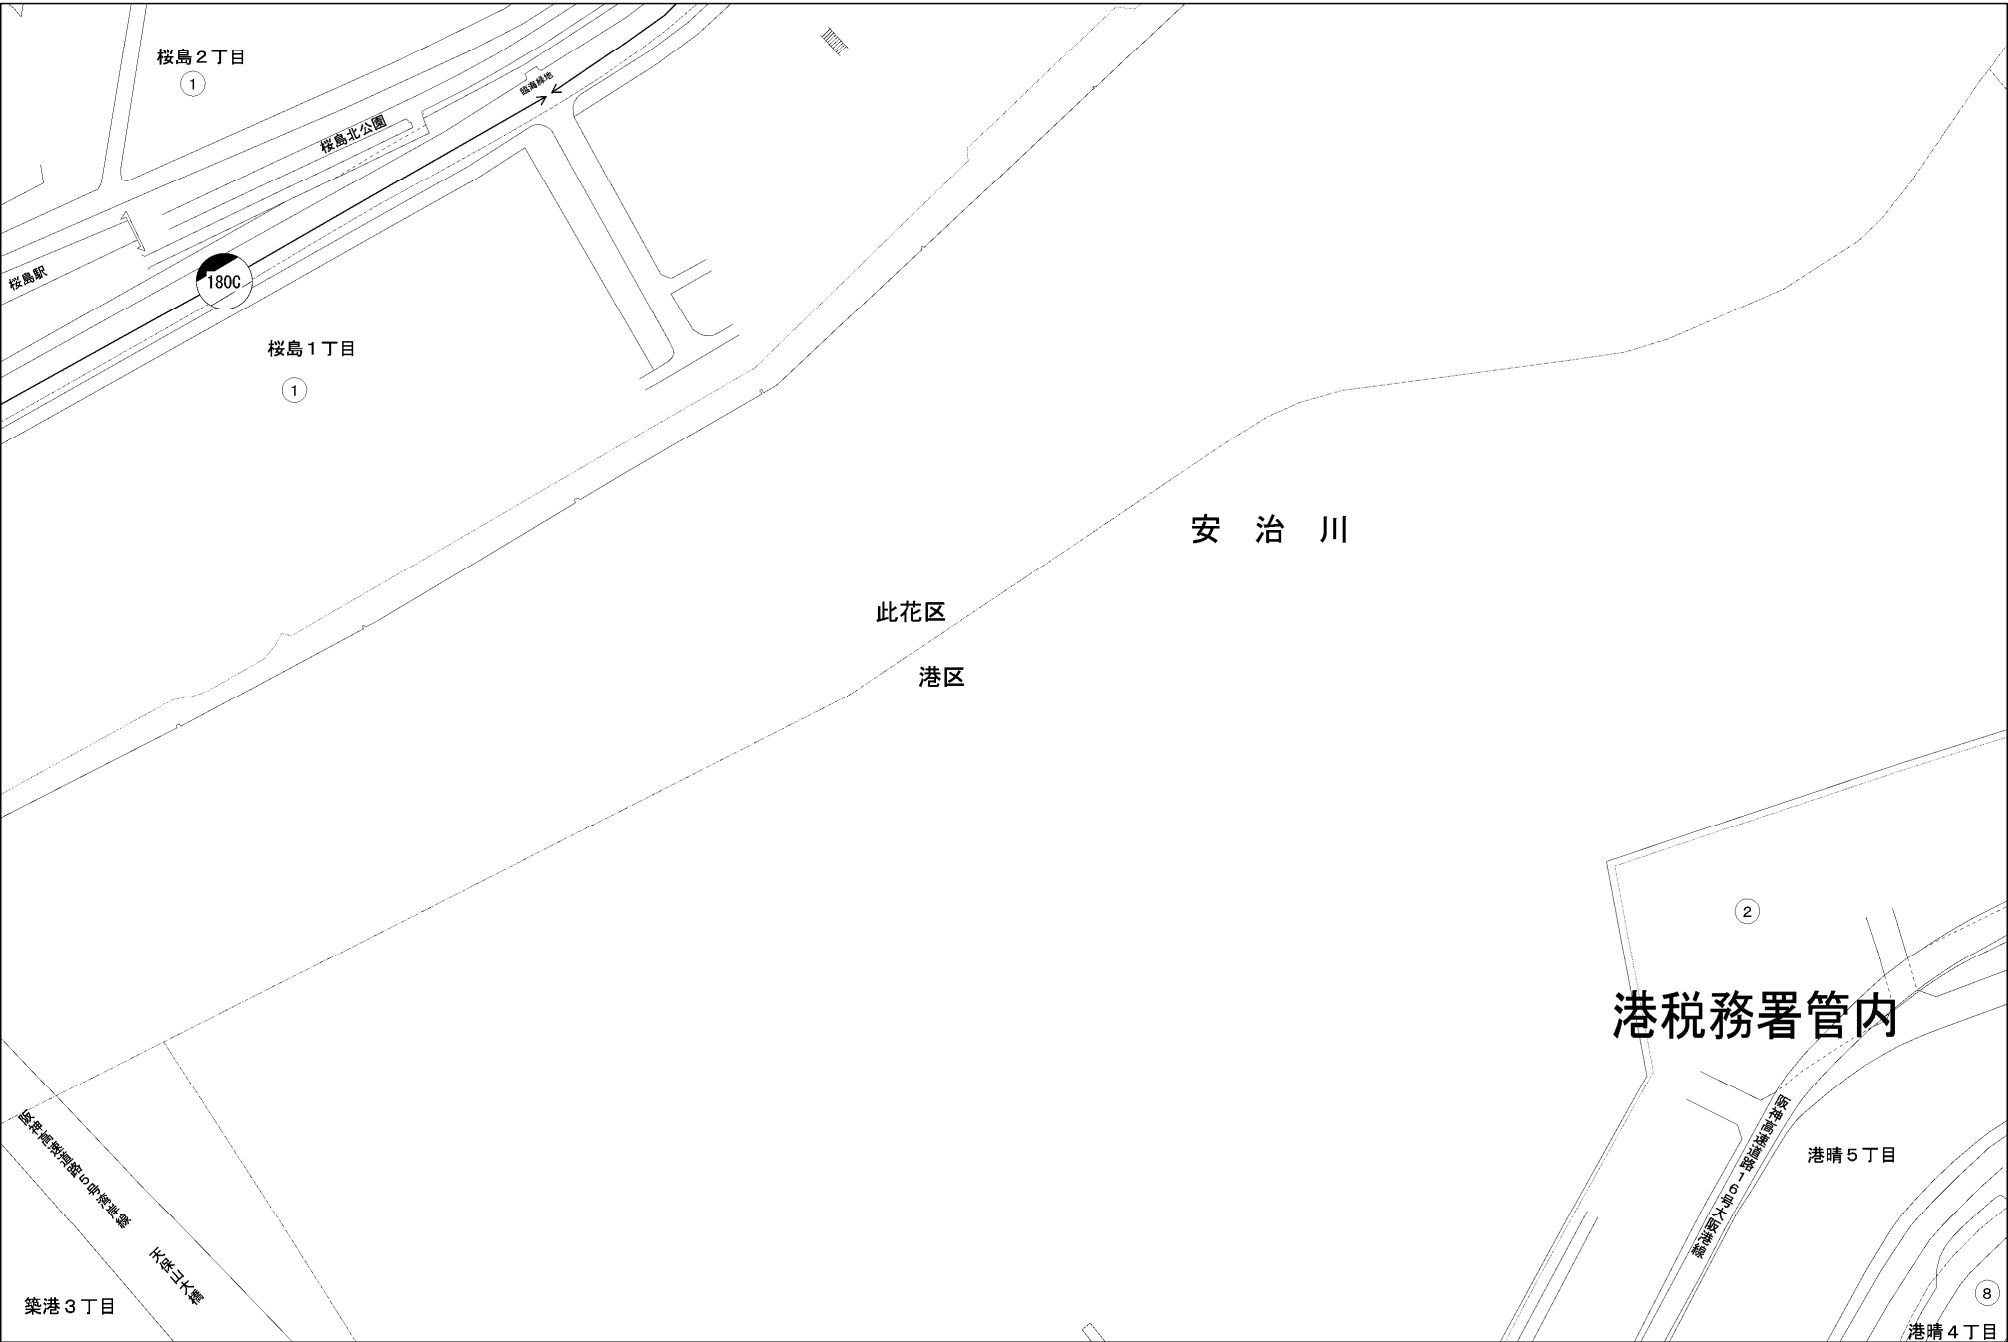 桜島２丁目
1
臨海緑地
桜島北公園
桜島駅
180C
桜島１丁目
1
安治川
此花区
港区
2
港税務署管内
阪神高速道路５号湾岸線
天保山大橋
阪神高速道路１６号大阪港線
港晴５丁目
築港３丁目
8
港晴４丁目